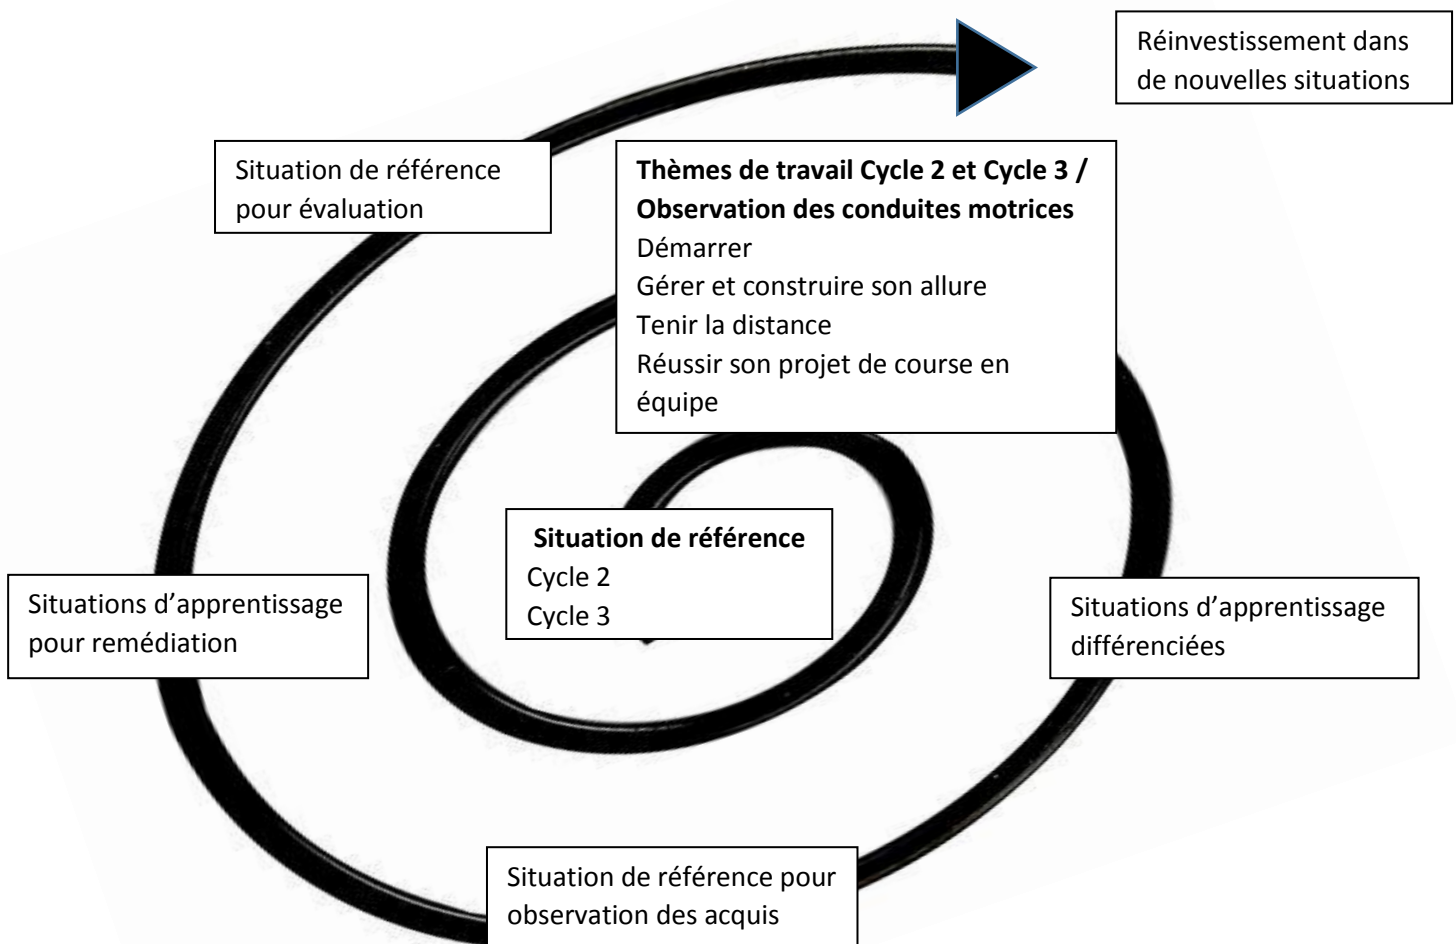 Réinvestissement dans
de nouvelles situations
Situation de référence
pour évaluation
Thèmes de travail Cycle 2 et Cycle 3 /
Observation des conduites motrices
Démarrer
Gérer et construire son allure
Tenir la distance
Réussir son projet de course en
équipe
Situation de référence
Cycle 2
Cycle 3
Situations d’apprentissage
pour remédiation
Situations d’apprentissage
différenciées
Situation de référence pour
observation des acquis